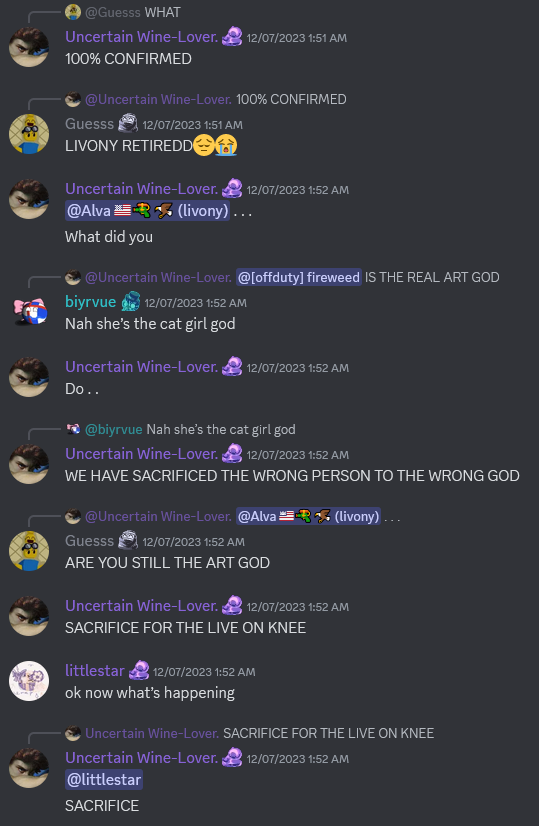 @Guesss WHAT
Uncertain Wine-Lover. 12/07/2023 1:51 AM
100% CONFIRMED
@Uncertain Wine-Lover. 100% CONFIRMED
Guesss 12/07/2023 1:51 AM
LIVONY RETIREDD😔😭
Uncertain Wine-Lover. 12/07/2023 1:52 AM
@Alva (livony) . . .
What did you
@Uncertain Wine-Lover. @[offduty] fireweed IS THE REAL ART GOD
biyrvue 12/07/2023 1:52 AM
Nah she's the cat girl god
Uncertain Wine-Lover. 12/07/2023 1:52 AM
Do . .
@biyrvue Nah she's the cat girl god
Uncertain Wine-Lover. 12/07/2023 1:52 AM
WE HAVE SACRIFICED THE WRONG PERSON TO THE WRONG GOD
@Uncertain Wine-Lover. @Alva (livony) . . .
Guesss 12/07/2023 1:52 AM
ARE YOU STILL THE ART GOD
Uncertain Wine-Lover. 12/07/2023 1:52 AM
SACRIFICE FOR THE LIVE ON KNEE
littlestar 12/07/2023 1:52 AM
ok now what's happening
Uncertain Wine-Lover. SACRIFICE FOR THE LIVE ON KNEE
Uncertain Wine-Lover. 12/07/2023 1:52 AM
@littlestar
SACRIFICE